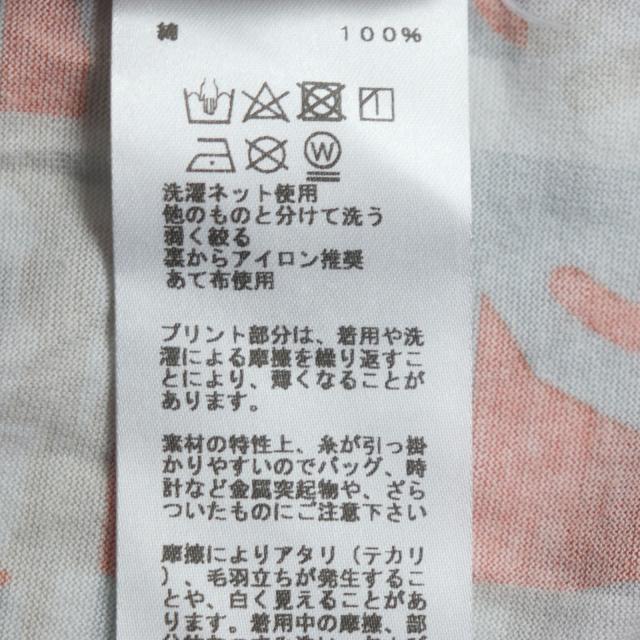 綿 100%
W
洗濯ネット使用
他のものと分けて洗う
弱く絞る
裏からアイロン推奨
あて布使用
プリント部分は、着用や洗
濯による摩擦を繰り返すこ
とにより、薄くなることが
あります。
素材の特性上、糸が引っ掛
かりやすいのでバッグ、時
計など金属突起物や、ざら
ついたものにご注意下さい
摩擦によりアタリ（テカリ
）、毛羽立ちが発生するこ
とや、白く見えることがあ
ります。着用中の摩擦、部